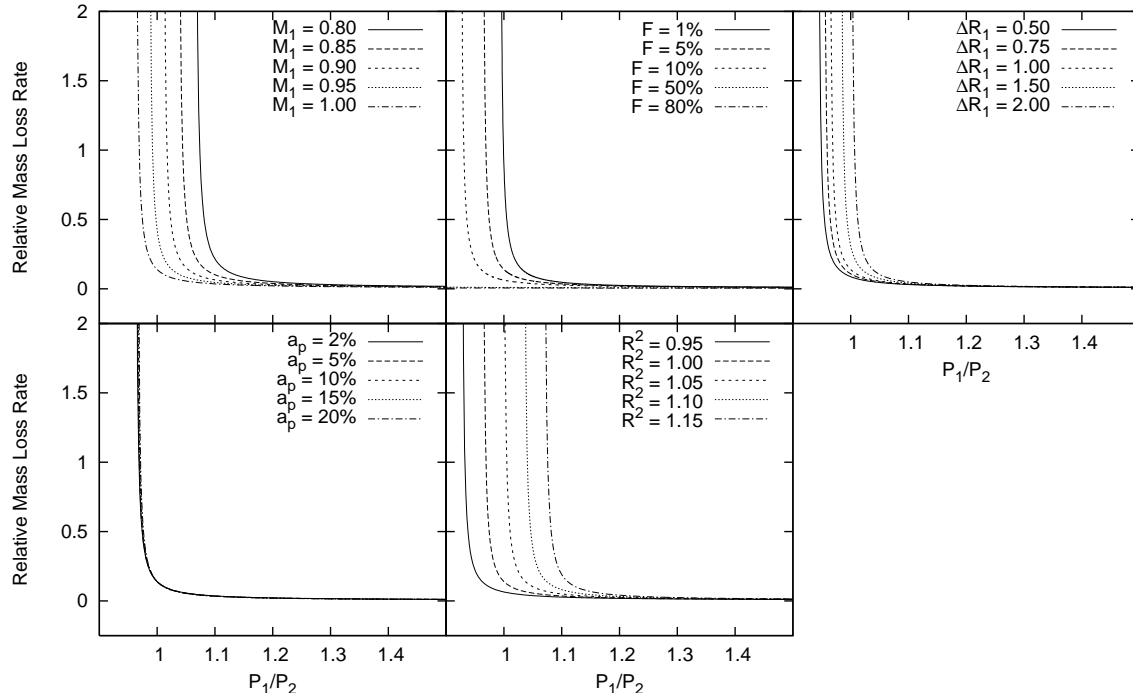 Relative Mass Loss Rate
2
1.5
1
0.5
0
M1 = 0.80
M1 = 0.85
M1 = 0.90
M1 = 0.95
M1 = 1.00
F = 1%
F = 5%
F = 10%
F = 50%
F = 80%
ΔR1 = 0.50
ΔR1 = 0.75
ΔR1 = 1.00
ΔR1 = 1.50
ΔR1 = 2.00
1 1.1 1.2 1.3 1.4
P1/P2
Relative Mass Loss Rate
2
1.5
1
0.5
0
ap = 2%
ap = 5%
ap = 10%
ap = 15%
ap = 20%
1 1.1 1.2 1.3 1.4
P1/P2
R² = 0.95
R² = 1.00
R² = 1.05
R² = 1.10
R² = 1.15
1 1.1 1.2 1.3 1.4
P1/P2